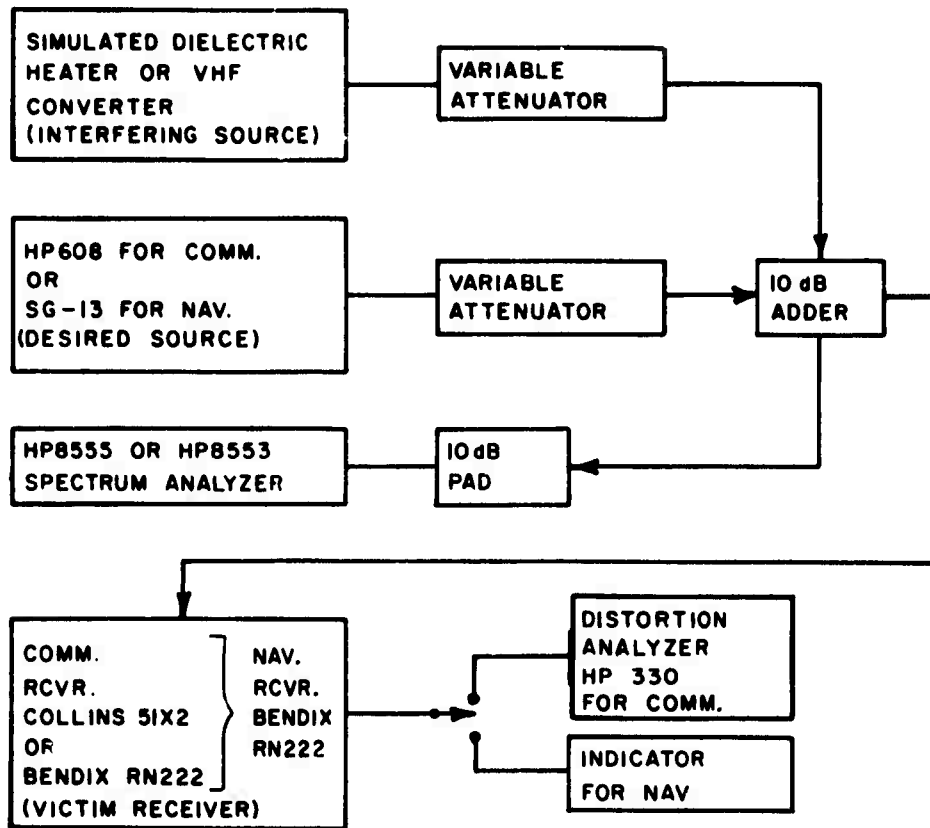 SIMULATED DIELECTRIC
HEATER OR VHF
CONVERTER
(INTERFERING SOURCE)
VARIABLE
ATTENUATOR
HP608 FOR COMM.
OR
SG-13 FOR NAV.
(DESIRED SOURCE)
VARIABLE
ATTENUATOR
10 dB
ADDER
HP8555 OR HP8553
SPECTRUM ANALYZER
10 dB
PAD
COMM.
RCVR.
COLLINS 51X2
OR
BENDIX RN222
(VICTIM RECEIVER)
NAV.
RCVR.
BENDIX
RN222
DISTORTION
ANALYZER
HP 330
FOR COMM.
INDICATOR
FOR NAV